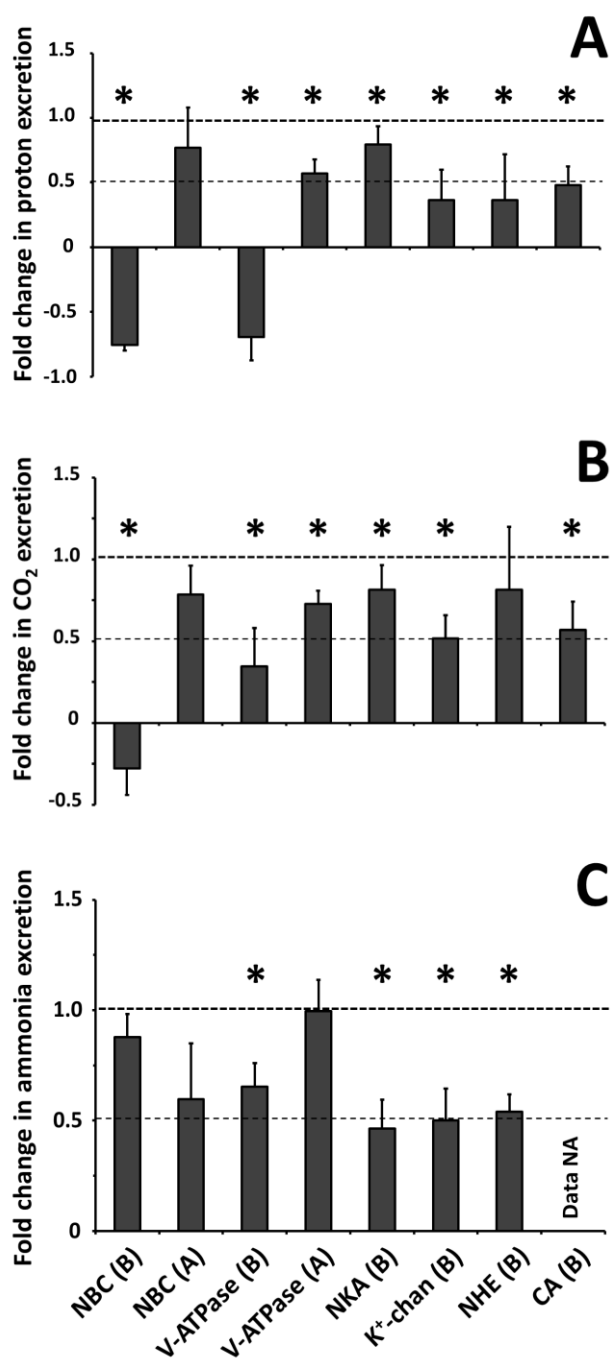 A
Fold change in proton excretion
1.5
1.0
0.5
0
-0.5
-1.0
* * * * * * *
B
Fold change in CO₂ excretion
1.5
1.0
0.5
0
-0.5
* * * * * *
C
Fold change in ammonia excretion
1.5
1.0
0.5
0
* * * *
Data NA
NBC (B)
NBC (A)
V-ATPase (B)
V-ATPase (A)
NKA (B)
K⁺-chan (B)
NHE (B)
CA (B)